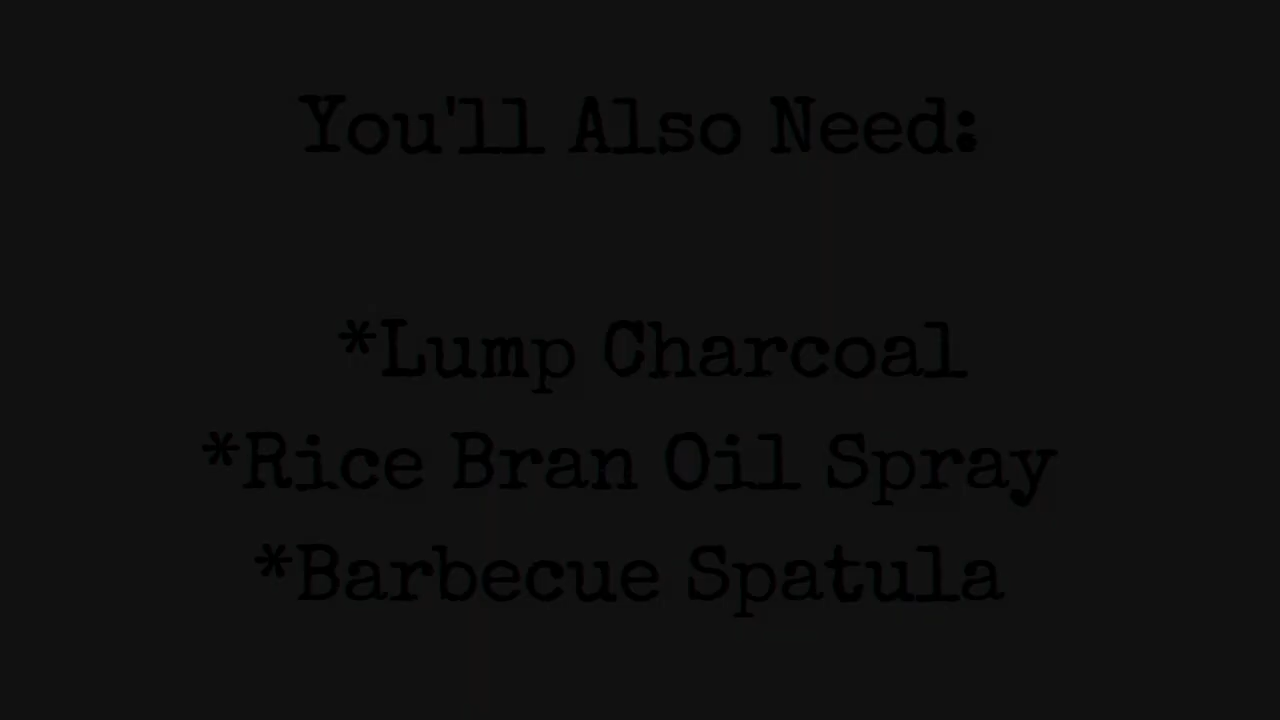 You'll Also Need:
*Lump Charcoal
*Rice Bran Oil Spray
*Barbecue Spatula